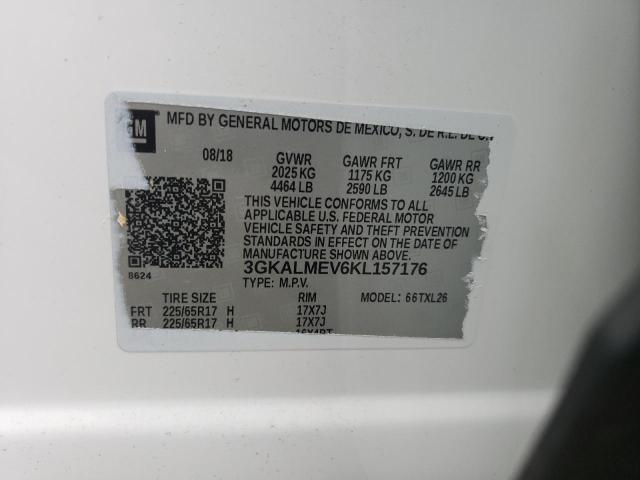 GM MFD BY GENERAL MOTORS DE MEXICO, S. DE R.L. DE C.V
08/18 GVWR GAWR FRT GAWR RR
2025 KG 1175 KG 1200 KG
4464 LB 2590 LB 2645 LB
THIS VEHICLE CONFORMS TO ALL
APPLICABLE U.S. FEDERAL MOTOR
VEHICLE SAFETY AND THEFT PREVENTION
STANDARDS IN EFFECT ON THE DATE OF
MANUFACTURE SHOWN ABOVE.
8624 3GKALMEV6KL157176
TYPE: M.P.V. MODEL: 66TXL26
TIRE SIZE RIM
FRT 225/65R17 H 17X7J
RR 225/65R17 H 17X7J